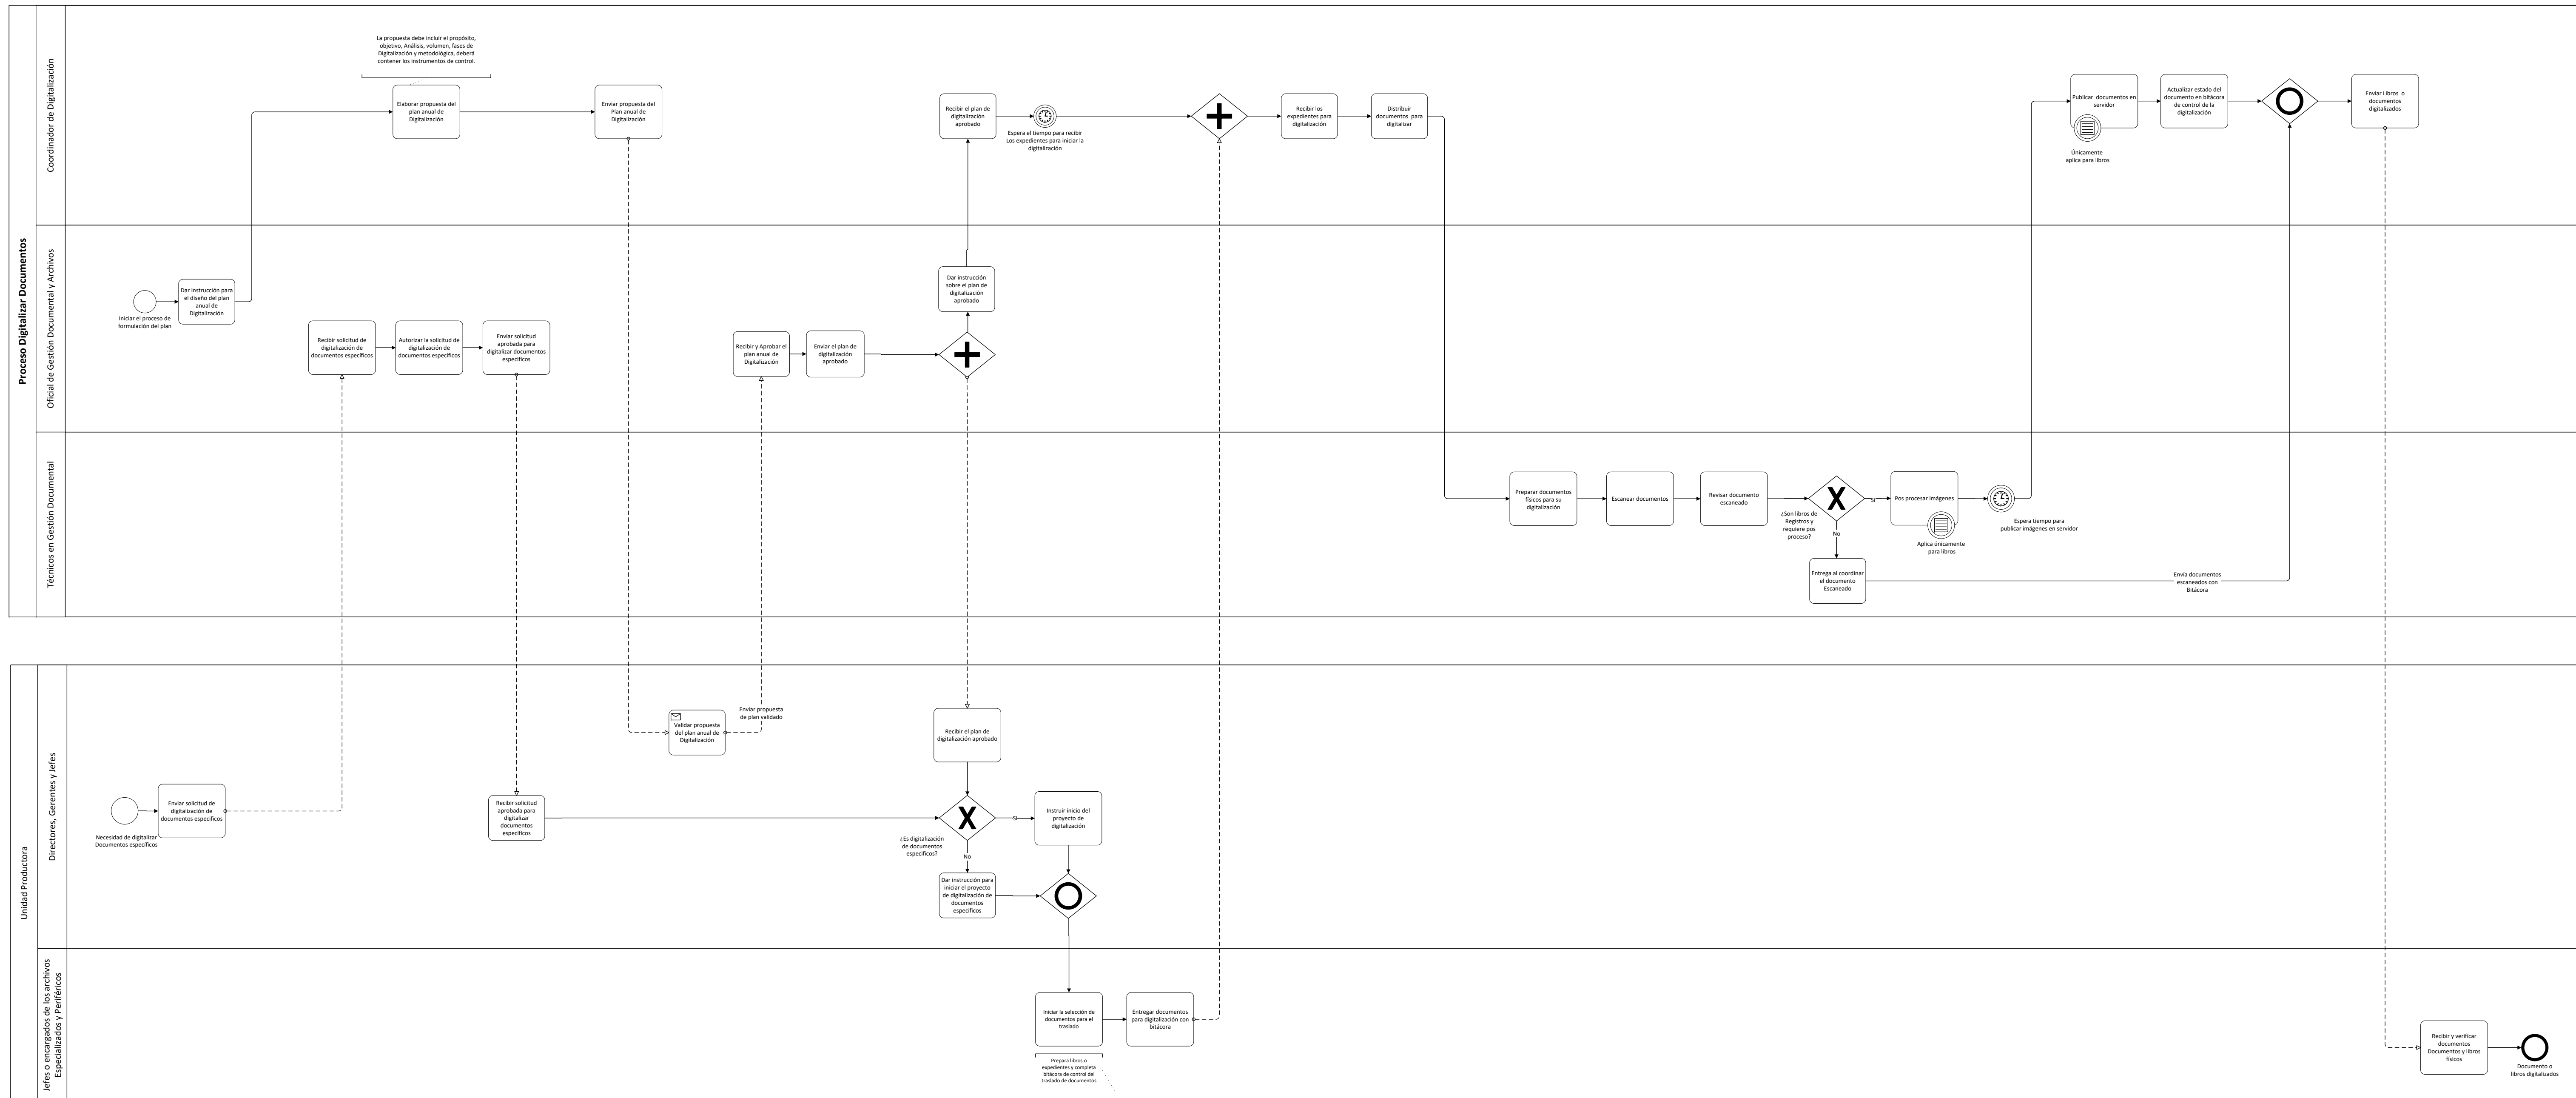 Proceso Digitalizar Documentos
Coordinador de Digitalización
La propuesta debe incluir el propósito,
objetivo, Análisis, volumen, fases de
Digitalización y metodológica, deberá
contener los instrumentos de control.
Elaborar propuesta del
plan anual de
Digitalización
Enviar propuesta del
Plan anual de
Digitalización
Recibir el plan de
digitalización
aprobado
Espera el tiempo para recibir
Los expedientes para iniciar la
digitalización
Recibir los
expedientes para
digitalización
Distribuir
documentos para
digitalizar
Publicar documentos en
servidor
Únicamente
aplica para libros
Actualizar estado del
documento en bitácora
de control de la
digitalización
Enviar Libros o
documentos
digitalizados
Oficial de Gestión Documental y Archivos
Iniciar el proceso de
formulación del plan
Dar instrucción para
el diseño del plan
anual de
Digitalización
Recibir solicitud de
digitalización de
documentos específicos
Autorizar la solicitud de
digitalización de
documentos específicos
Enviar solicitud
aprobada para
digitalizar documentos
específicos
Recibir y Aprobar el
plan anual de
Digitalización
Enviar el plan de
digitalización
aprobado
Dar instrucción
sobre el plan de
digitalización
aprobado
Técnicos en Gestión Documental
Preparar documentos
físicos para su
digitalización
Escanear documentos
Revisar documento
escaneado
¿Son libros de
Registros y
requiere pos
proceso?
Si
No
Pos procesar imágenes
Aplica únicamente
para libros
Espera tiempo para
publicar imágenes en servidor
Entrega al coordinar
el documento
Escaneado
Envía documentos
escaneados con
Bitácora
Unidad Productora
Directores, Gerentes y Jefes
Necesidad de digitalizar
Documentos específicos
Enviar solicitud de
digitalización de
documentos específicos
Recibir solicitud
aprobada para
digitalizar
documentos
específicos
Validar propuesta
del plan anual de
Digitalización
Enviar propuesta
de plan validado
Recibir el plan de
digitalización aprobado
¿Es digitalización
de documentos
específicos?
Si
No
Instruir inicio del
proyecto de
digitalización
Dar instrucción para
iniciar el proyecto
de digitalización de
documentos
específicos
Jefes o encargados de los archivos
Especializados y Periféricos
Iniciar la selección de
documentos para el
traslado
Prepara libros o
expedientes y completa
bitácora de control del
traslado de documentos
Entregar documentos
para digitalización con
bitácora
Recibir y verificar
documentos
Documentos y libros
físicos
Documento o
libros digitalizados